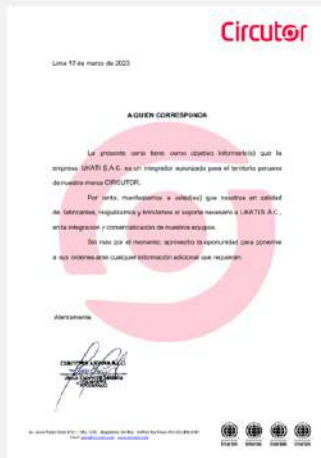 Circutor
Lima 17 de marzo de 2023
A QUIEN CORRESPONDA
La presente carta tiene como objetivo informarle(s) que la
empresa UKATI S.A.C. es un integrador autorizado para el territorio peruano
de nuestra marca CIRCUTOR.
Por tanto, manifestamos a usted(es) que nosotros en calidad
de fabricantes, respaldamos y brindamos el soporte necesario a UKATI S.A.C.,
en la integración y comercialización de nuestros equipos.
Sin más por el momento, aprovecho la oportunidad para ponerme
a sus órdenes ante cualquier información adicional que requieran.
Atentamente,